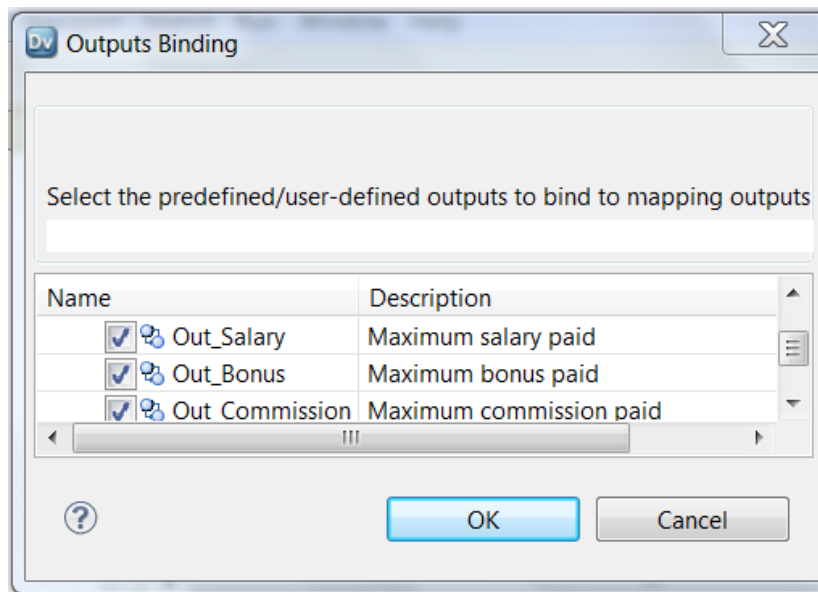 Dv Outputs Binding
Select the predefined/user-defined outputs to bind to mapping outputs
Name Description
Out_Salary Maximum salary paid
Out_Bonus Maximum bonus paid
Out_Commission Maximum commission paid
? OK Cancel